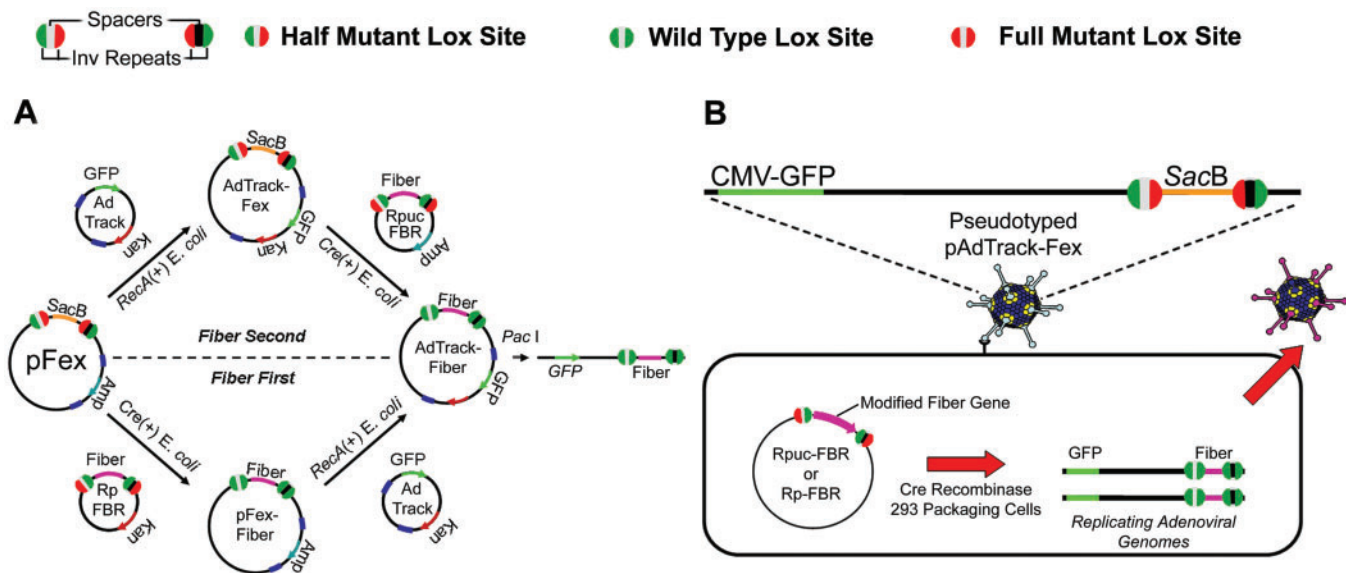 Spacers
Inv Repeats
Half Mutant Lox Site
Wild Type Lox Site
Full Mutant Lox Site
A
GFP
Ad
Track
Kan
SacB
AdTrack-
Fex
GFP
Kan
Fiber
Rpuc
FBR
Amp
RecA(+) E. coli
Cre(+) E. coli
SacB
pFex
Amp
Fiber Second
Fiber First
Fiber
AdTrack-
Fiber
GFP
Pac I
GFP
Fiber
Cre(+) E. coli
RecA(+) E. coli
Fiber
Rp
FBR
Kan
Fiber
pFex-
Fiber
Amp
GFP
Ad
Track
Kan
B
CMV-GFP
SacB
Pseudotyped
pAdTrack-Fex
Modified Fiber Gene
Rpuc-FBR
or
Rp-FBR
Cre Recombinase
293 Packaging Cells
GFP
Fiber
Replicating Adenoviral
Genomes